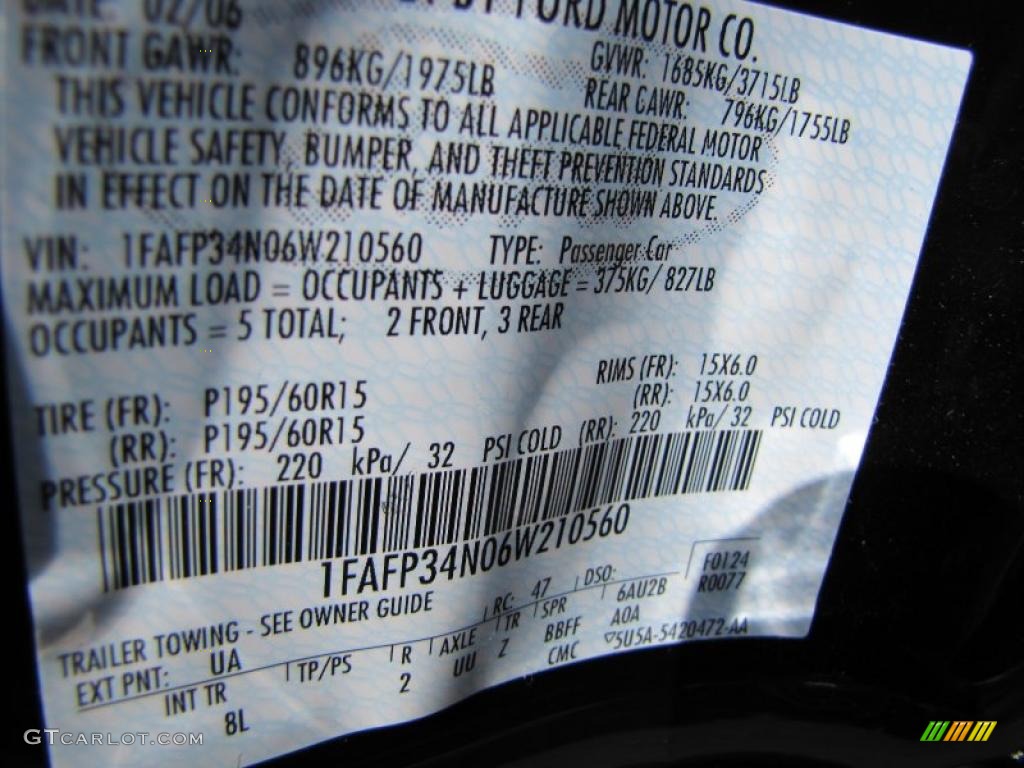 DATE: 02/06
BY FORD MOTOR CO.
FRONT GAWR: 896KG/1975LB
GVWR: 1685KG/3715LB
REAR GAWR: 796KG/1755LB
THIS VEHICLE CONFORMS TO ALL APPLICABLE FEDERAL MOTOR
VEHICLE SAFETY, BUMPER, AND THEFT PREVENTION STANDARDS
IN EFFECT ON THE DATE OF MANUFACTURE SHOWN ABOVE.
VIN: 1FAFP34N06W210560 TYPE: Passenger Car
MAXIMUM LOAD = OCCUPANTS + LUGGAGE = 375KG/ 827LB
OCCUPANTS = 5 TOTAL; 2 FRONT, 3 REAR
TIRE (FR): P195/60R15 RIMS (FR): 15X6.0
(RR): P195/60R15 (RR): 15X6.0
PRESSURE (FR): 220 kPa/ 32 PSI COLD (RR): 220 kPa/ 32 PSI COLD
1FAFP34N06W210560
TRAILER TOWING - SEE OWNER GUIDE
RC: 47 DSO: F0124
EXT PNT: UA 6AU2B R0077
INT TR TP/PS R AXLE TR SPR A0A
8L 2 UU Z BBFF
CMC 5U5A-5420472-AA
GTCARLOT.COM